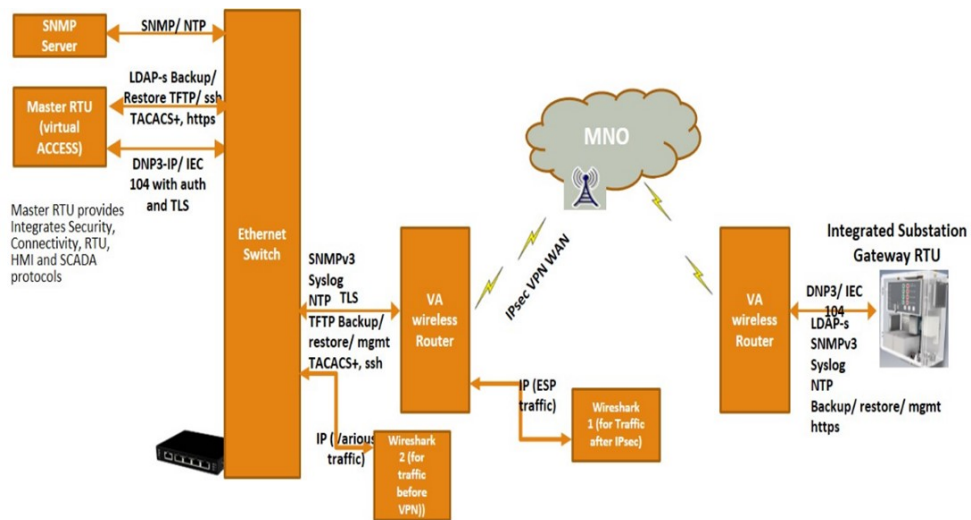 SNMP
Server
SNMP/ NTP
LDAP-s Backup/
Restore TFTP/ ssh
TACACS+, https
Master RTU
(virtual
ACCESS)
DNP3-IP/ IEC
104 with auth
and TLS
Master RTU provides
Integrates Security,
Connectivity, RTU,
HMI and SCADA
protocols
Ethernet
Switch
SNMPv3
Syslog
NTP TLS
TFTP Backup/
restore/ mgmt
TACACS+, ssh
VA
wireless
Router
IPsec VPN WAN
MNO
IP (ESP
traffic)
Wireshark
1 (for Traffic
after IPsec)
IP (/arious
traffic)
Wireshark
2 (for
traffic
before
VPN))
VA
wireless
Router
Integrated Substation
Gateway RTU
DNP3/ IEC
104
LDAP-s
SNMPv3
Syslog
NTP
Backup/ restore/ mgmt
https